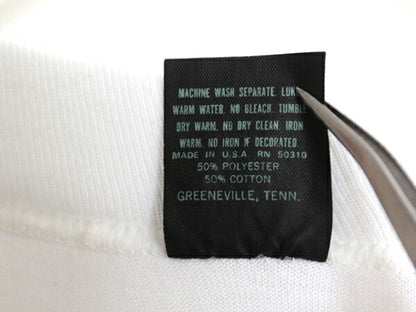 MACHINE WASH SEPARATE. LUKE
WARM WATER. NO BLEACH. TUMBLE
DRY WARM. NO DRY CLEAN. IRON
WARM. NO IRON IF DECORATED
MADE IN U.S.A. RN 50310
50% POLYESTER
50% COTTON
GREENEVILLE, TENN.